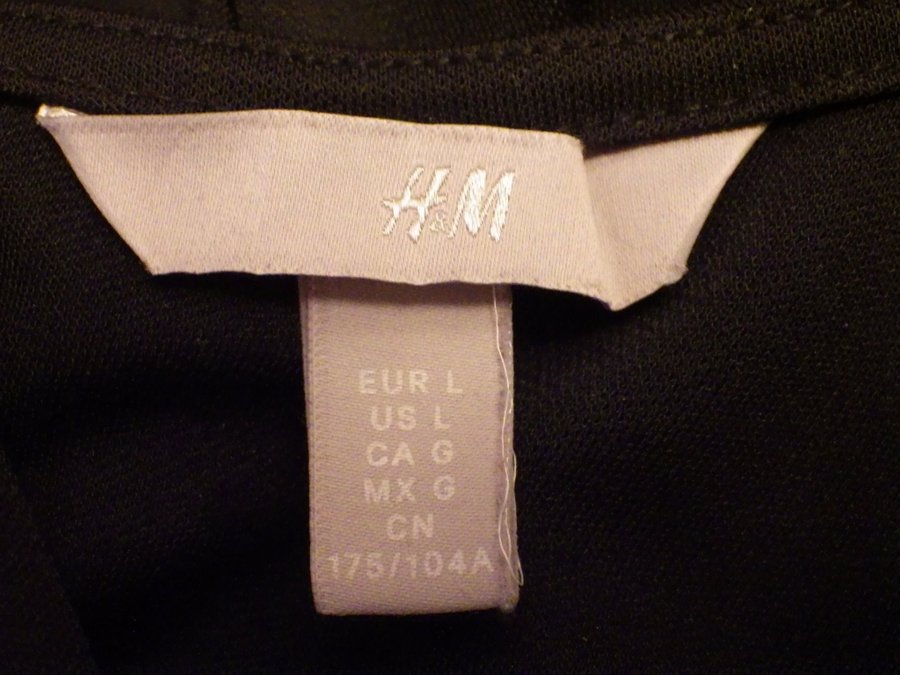 H&M
EUR L
US L
CA G
MX G
CN
175/104A